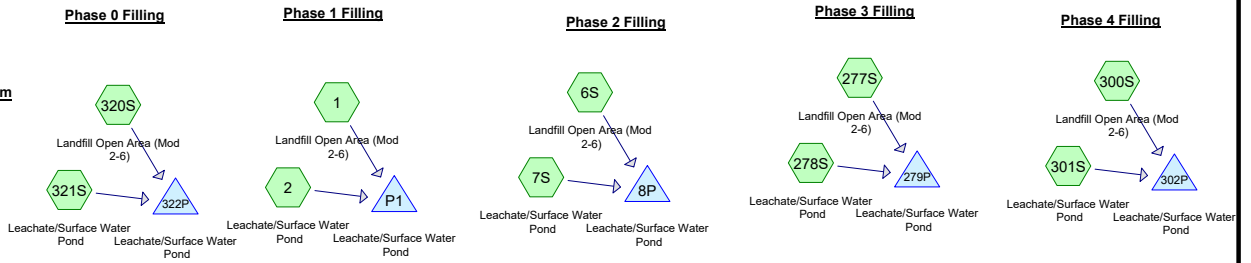 Phase 0 Filling
Phase 1 Filling
Phase 2 Filling
Phase 3 Filling
Phase 4 Filling
m
320S
Landfill Open Area (Mod
2-6)
321S
322P
Leachate/Surface Water
Pond
Leachate/Surface Water
Pond
1
Landfill Open Area (Mod
2-6)
2
P1
Leachate/Surface Water
Pond
Leachate/Surface Water
Pond
6S
Landfill Open Area (Mod
2-6)
7S
8P
Leachate/Surface Water
Pond
Leachate/Surface Water
Pond
277S
Landfill Open Area (Mod
2-6)
278S
279P
Leachate/Surface Water
Pond
Leachate/Surface Water
Pond
300S
Landfill Open Area (Mod
2-6)
301S
302P
Leachate/Surface Water
Pond
Leachate/Surface Water
Pond